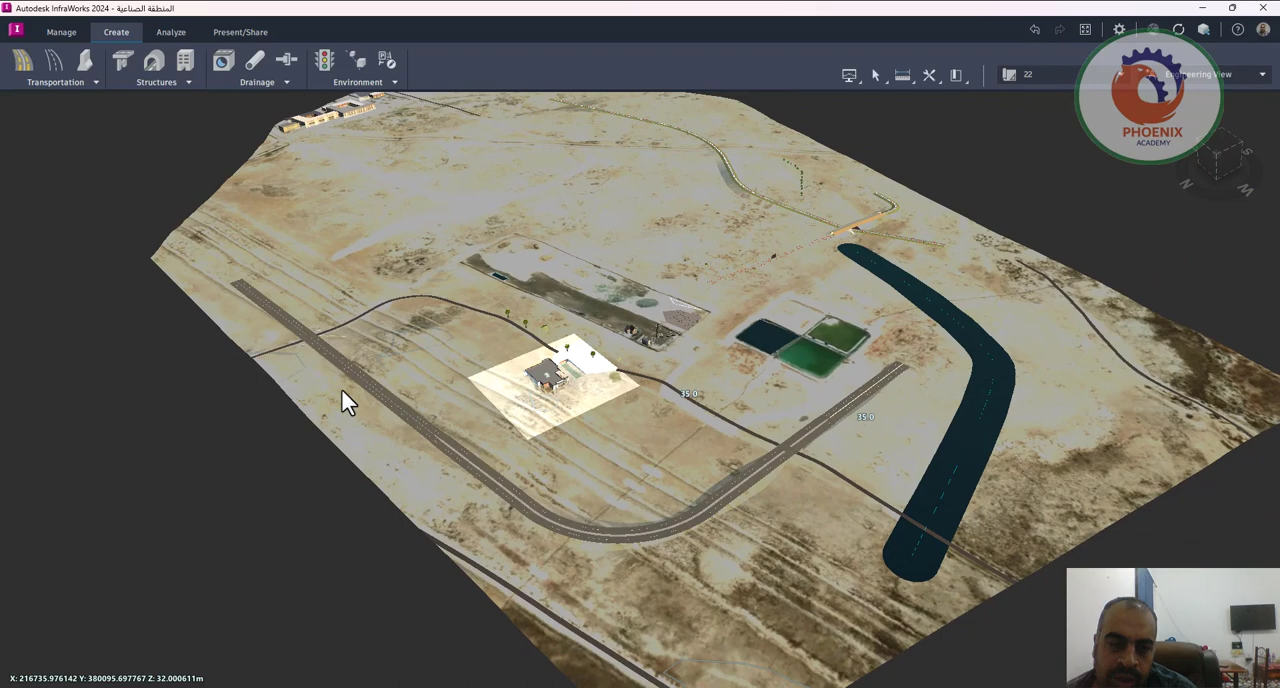 Autodesk InfraWorks 2024 - المنطقة الصناعية
Manage
Create
Analyze
Present/Share
Transportation
Structures
Drainage
Environment
22
Engineering View
PHOENIX
ACADEMY
S
N
W
35.0
35.0
X: 216735.976142 Y: 380095.697767 Z: 32.000611m